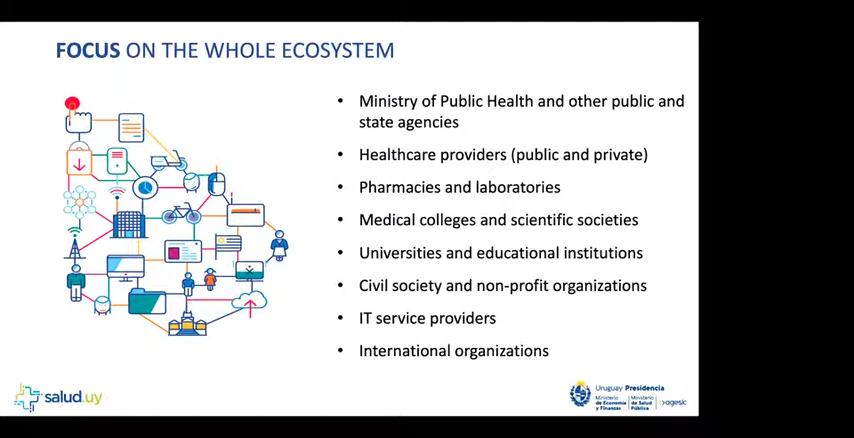 FOCUS ON THE WHOLE ECOSYSTEM
• Ministry of Public Health and other public and
state agencies
• Healthcare providers (public and private)
• Pharmacies and laboratories
• Medical colleges and scientific societies
• Universities and educational institutions
• Civil society and non-profit organizations
• IT service providers
• International organizations
salud.uy
Uruguay Presidencia
Ministerio de Economía y Finanzas
Ministerio de Salud Pública
agesic